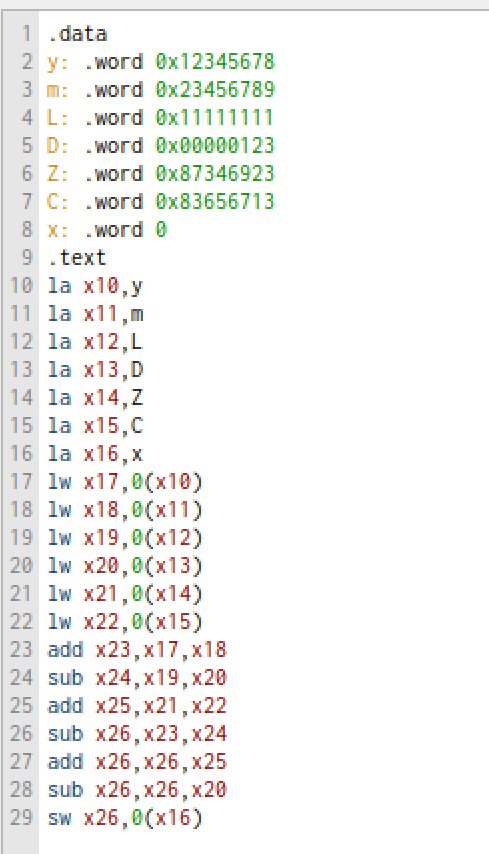 1 .data
2 y: .word 0x12345678
3 m: .word 0x23456789
4 L: .word 0x11111111
5 D: .word 0x00000123
6 Z: .word 0x87346923
7 C: .word 0x83656713
8 x: .word 0
9 .text
10 la x10,y
11 la x11,m
12 la x12,L
13 la x13,D
14 la x14,Z
15 la x15,C
16 la x16,x
17 lw x17,0(x10)
18 lw x18,0(x11)
19 lw x19,0(x12)
20 lw x20,0(x13)
21 lw x21,0(x14)
22 lw x22,0(x15)
23 add x23,x17,x18
24 sub x24,x19,x20
25 add x25,x21,x22
26 sub x26,x23,x24
27 add x26,x26,x25
28 sub x26,x26,x20
29 sw x26,0(x16)